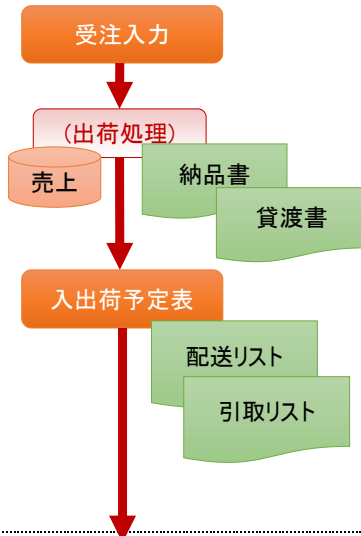 受注入力
(出荷処理)
売上
納品書
貸渡書
入出荷予定表
配送リスト
引取リスト